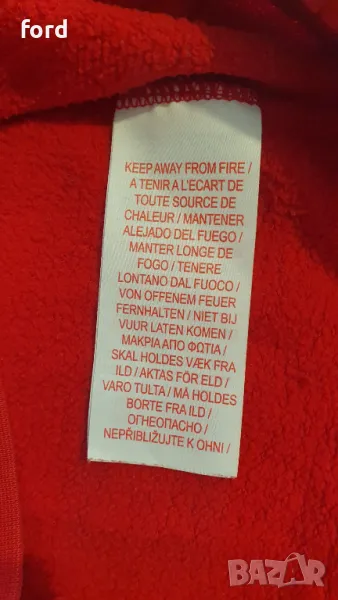 ford
KEEP AWAY FROM FIRE /
A TENIR A L'ECART DE
TOUTE SOURCE DE
CHALEUR / MANTENER
ALEJADO DEL FUEGO /
MANTER LONGE DE
FOGO / TENERE
LONTANO DAL FUOCO /
VON OFFENEM FEUER
FERNHALTEN / NIET BIJ
VUUR LATEN KOMEN /
ΜΑΚΡΙΑ ΑΠΟ ΦΩΤΙΑ /
SKAL HOLDES VÆK FRA
ILD / AKTAS FÖR ELD /
VARO TULTA / MÅ HOLDES
BORTE FRA ILD /
ОГНЕОПАСНО /
NEPŘIBLIŽUJTE K OHNI /
BAZAR